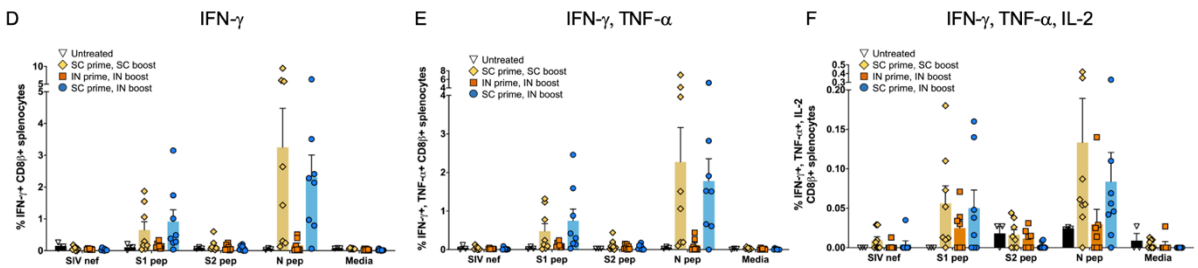 D
IFN-γ
Untreated
SC prime, SC boost
IN prime, IN boost
SC prime, IN boost
% IFN-γ+ CD8β+ splenocytes
10
5
4
3
2
1
0
SIV nef
S1 pep
S2 pep
N pep
Media
E
IFN-γ, TNF-α
Untreated
SC prime, SC boost
IN prime, IN boost
SC prime, IN boost
% IFN-γ+, TNF-α+ CD8β+ splenocytes
8
6
4
4
2
0
SIV nef
S1 pep
S2 pep
N pep
Media
F
IFN-γ, TNF-α, IL-2
Untreated
SC prime, SC boost
IN prime, IN boost
SC prime, IN boost
% IFN-γ+, TNF-α+, IL-2
CD8β+ splenocytes
0.5
0.4
0.3
0.20
0.15
0.10
0.05
0.00
SIV nef
S1 pep
S2 pep
N pep
Media